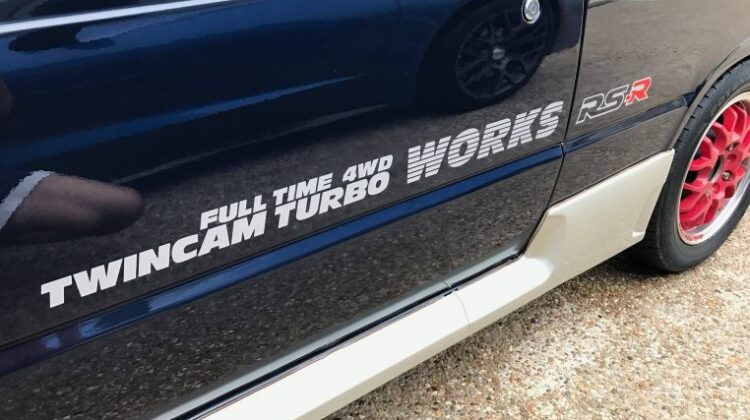 FULL TIME 4WD
TWINCAM TURBO
WORKS
RS-R